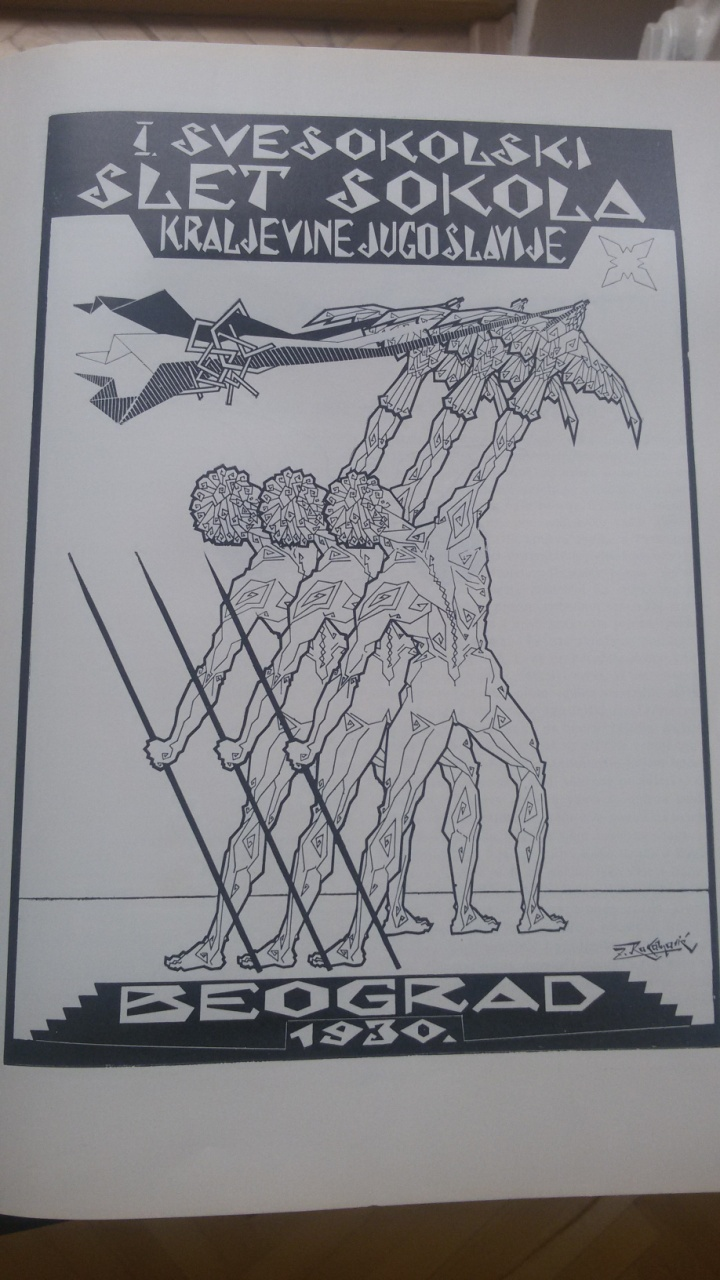 I. SVESOKOLSKI
SLET SOKOLA
KRALJEVINE JUGOSLAVIJE
BEOGRAD
1930.